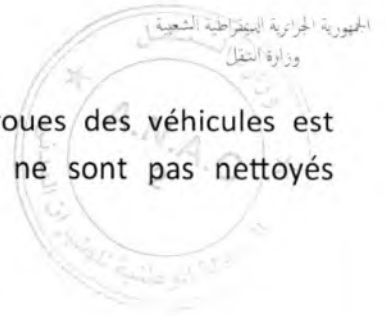 الجمهورية الجزائرية الديمقراطية الشعبية
وزارة النقل
roues des véhicules est
ne sont pas nettoyés
A.N.A.C